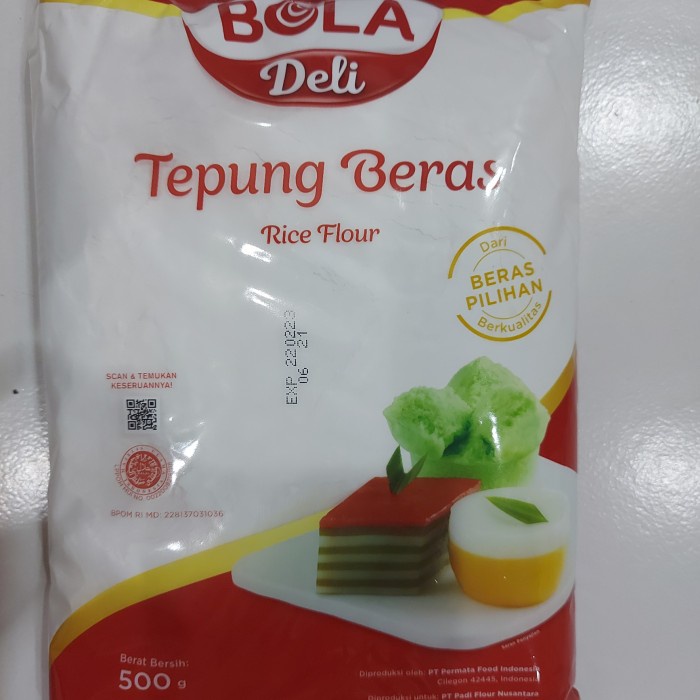 BOLA
Deli
Tepung Beras
Rice Flour
Dari
BERAS
PILIHAN
Berkualitas
EXP 220223
06 21
SCAN & TEMUKAN
KESERUANNYA!
BPOM RI MD: 228137031036
Berat Bersih:
500 g
Diproduksi oleh: PT Permata Food Indonesia
Cilegon 42443, Indonesia
Diproduksi untuk: PT Padi Flour Nusantara